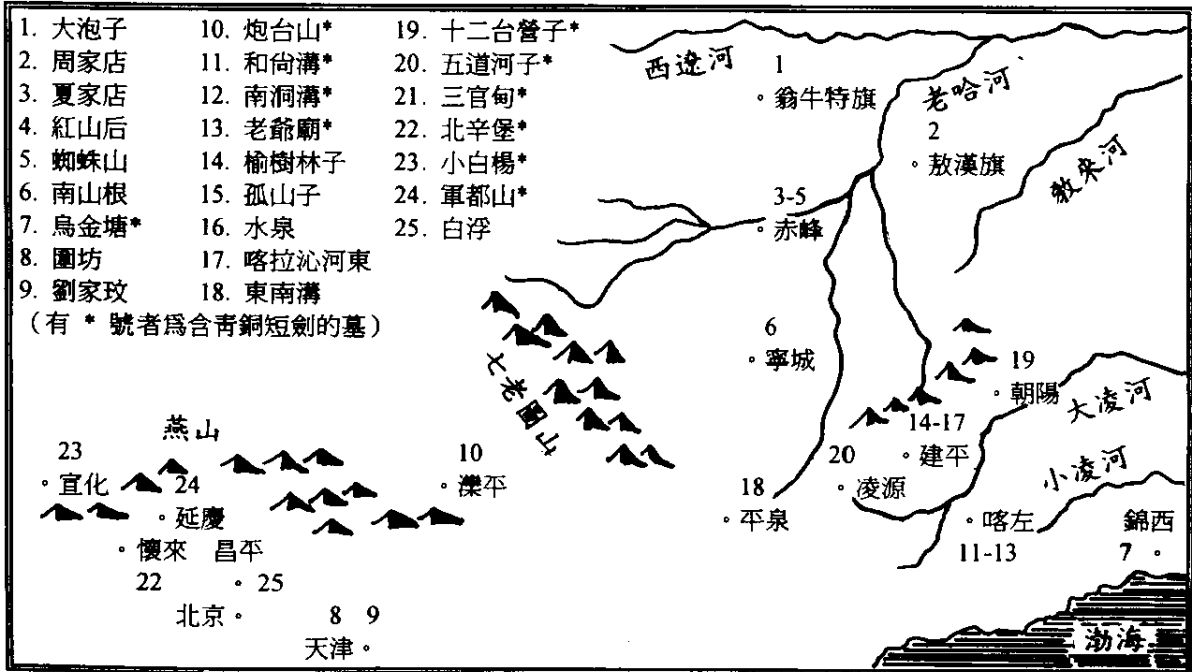 1. 大泡子
2. 周家店
3. 夏家店
4. 紅山后
5. 蜘蛛山
6. 南山根
7. 烏金塘*
8. 圍坊
9. 劉家坟
10. 炮台山*
11. 和尚溝*
12. 南洞溝*
13. 老爺廟*
14. 榆樹林子
15. 孤山子
16. 水泉
17. 喀拉沁河東
18. 東南溝
19. 十二台營子*
20. 五道河子*
21. 三官甸*
22. 北辛堡*
23. 小白楊*
24. 軍都山*
25. 白浮
(有 * 號者爲含靑銅短劍的墓)
西遼河
1
翁牛特旗
老哈河
2
敖漢旗
教來河
3-5
赤峰
七老圖山
6
寧城
19
朝陽
大凌河
14-17
建平
小凌河
燕山
23
宣化
24
延慶
10
灤平
20
凌源
18
平泉
喀左
11-13
錦西
7
懷來
昌平
22
25
北京
8 9
天津
渤海